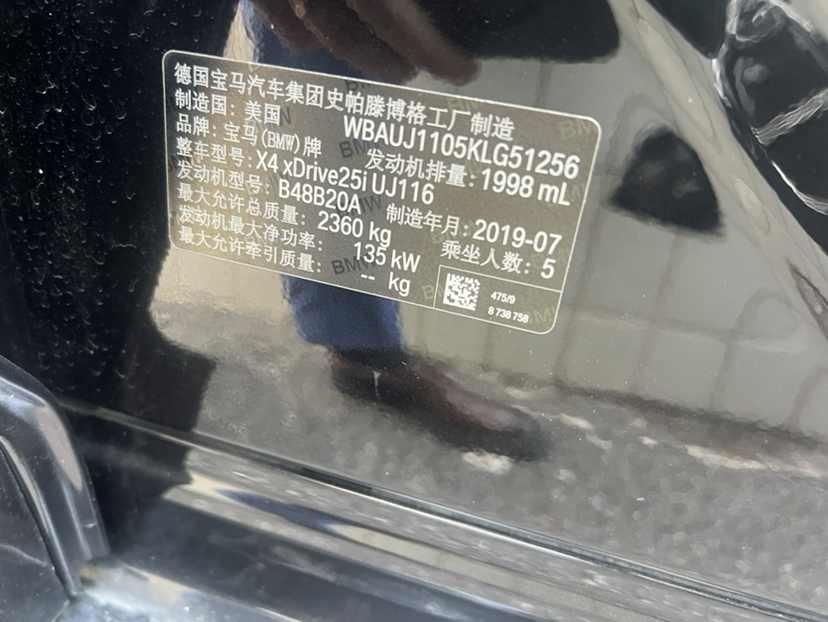 德国宝马汽车集团史帕滕博格工厂制造
制造国：美国 WBAUJ1105KLG51256
品牌：宝马(BMW)牌 发动机排量：1998 mL
整车型号：X4 xDrive25i UJ116
发动机型号：B48B20A 制造年月：2019-07
最大允许总质量：2360 kg 乘坐人数：5
发动机最大净功率：135 kW
最大允许牵引质量：-- kg
475/9
8 738 758